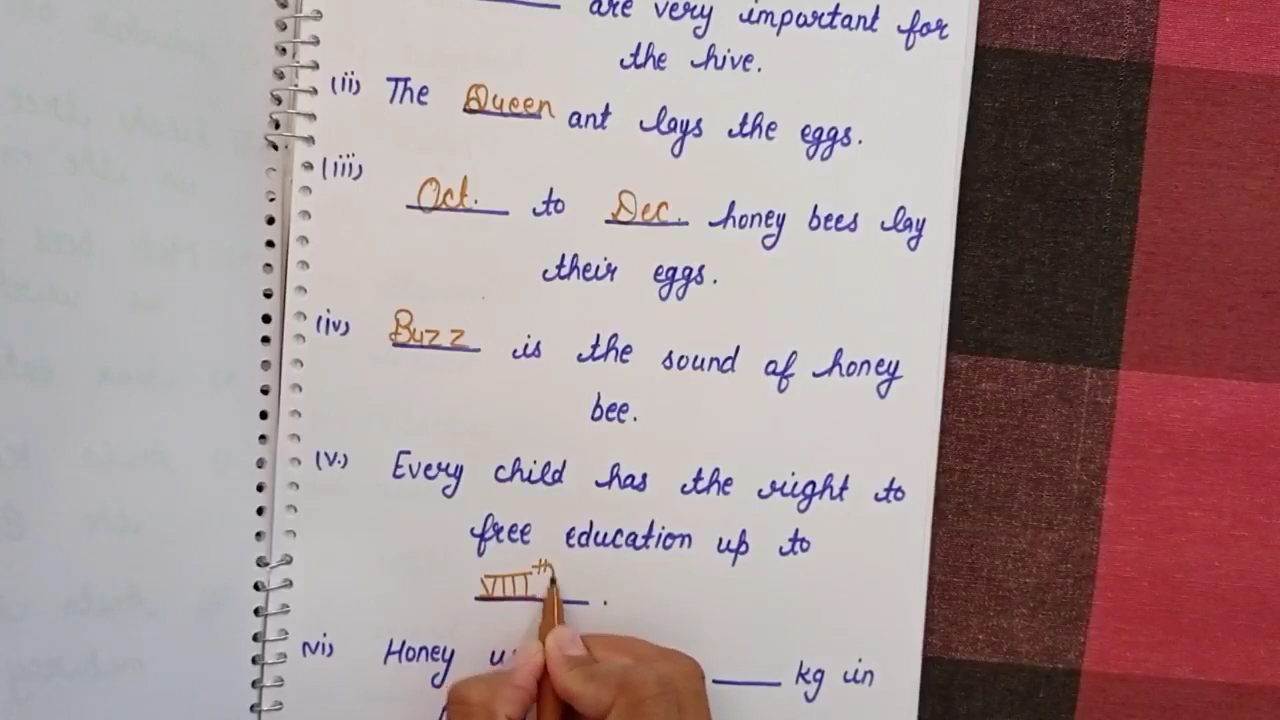 are very important for
the hive.
(ii) The Queen ant lays the eggs.
(iii)
Oct. to Dec. honey bees lay
their eggs.
(iv) Buzz is the sound of honey
bee.
(v.) Every child has the right to
free education up to
VIIIth .
(vi) Honey kg in